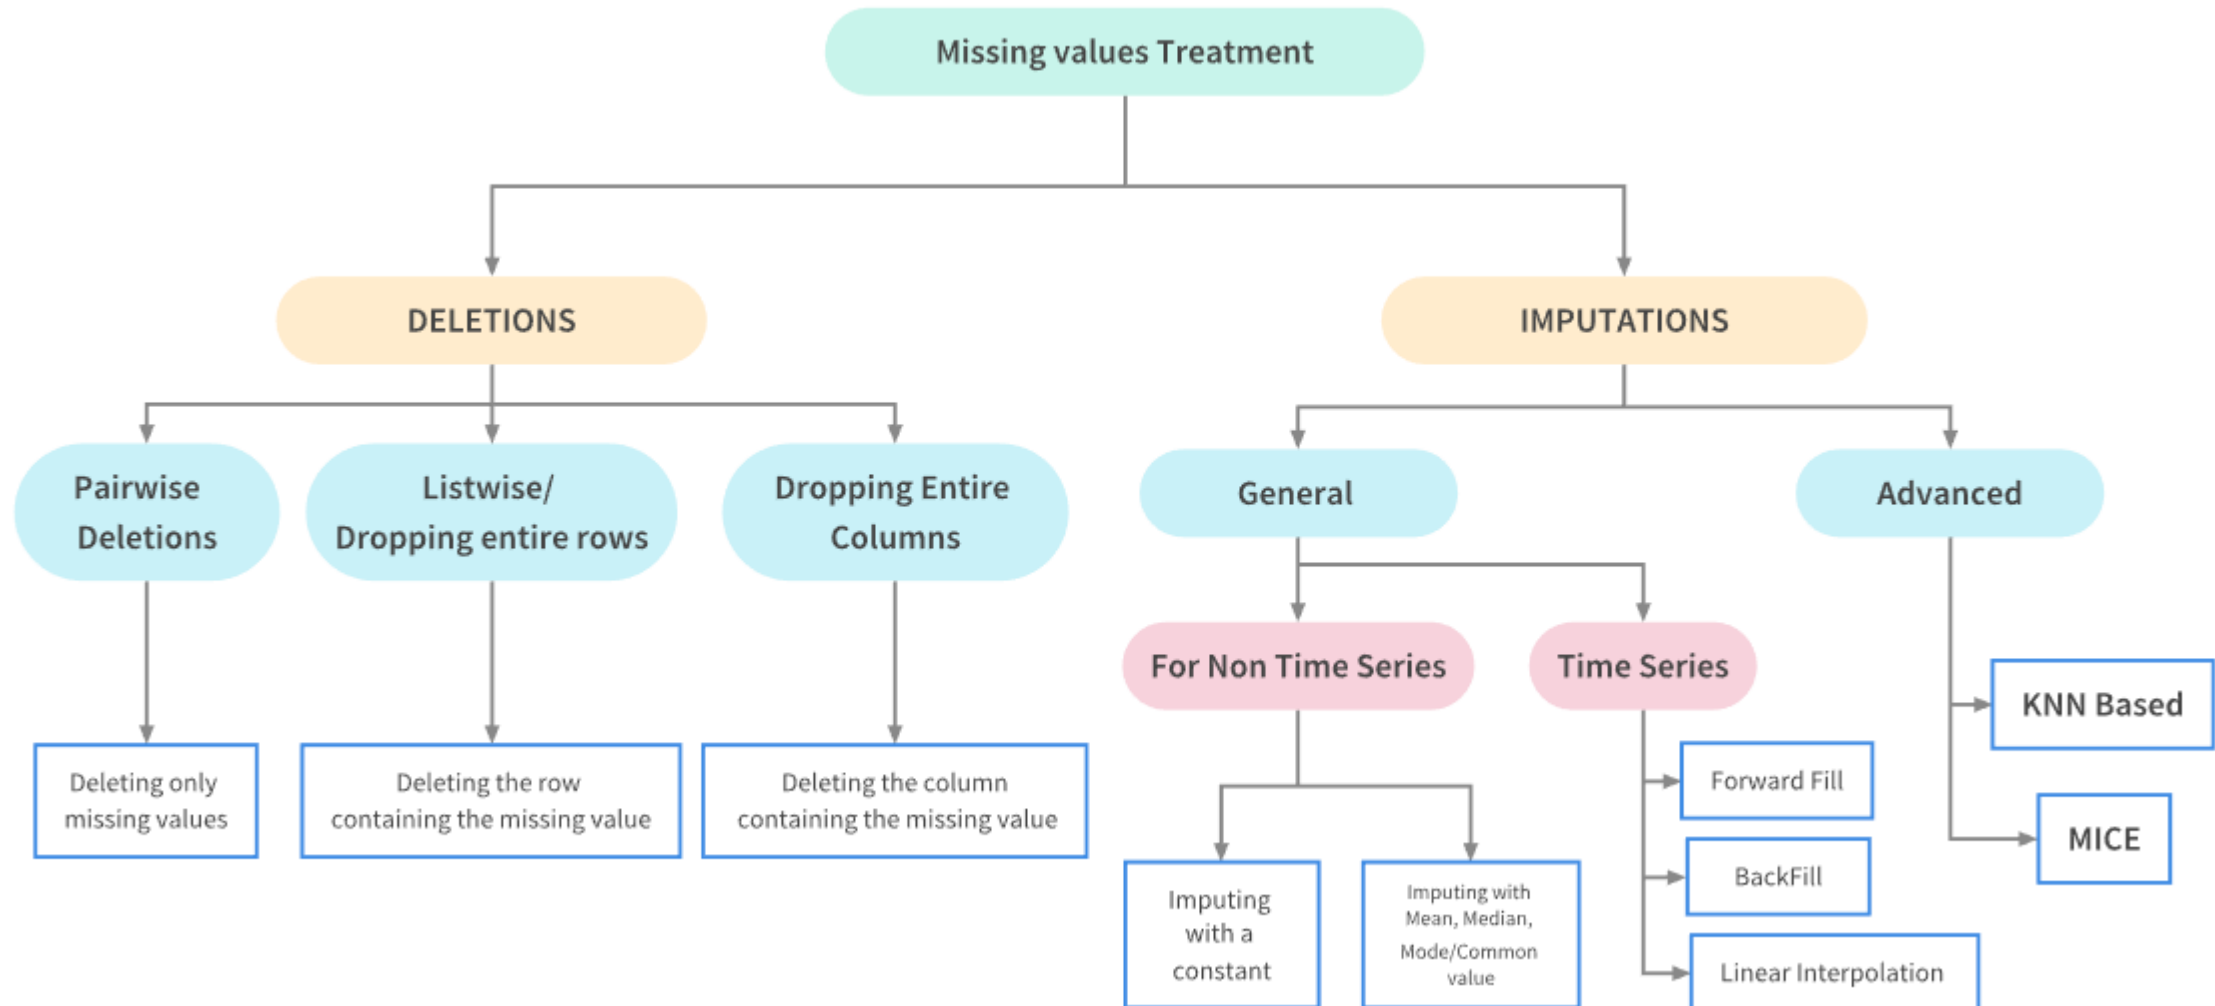 Missing values Treatment
DELETIONS
IMPUTATIONS
Pairwise
Deletions
Listwise/
Dropping entire rows
Dropping Entire
Columns
General
Advanced
For Non Time Series
Time Series
KNN Based
MICE
Deleting only
missing values
Deleting the row
containing the missing value
Deleting the column
containing the missing value
Imputing
with a
constant
Imputing with
Mean, Median,
Mode/Common
value
Forward Fill
BackFill
Linear Interpolation